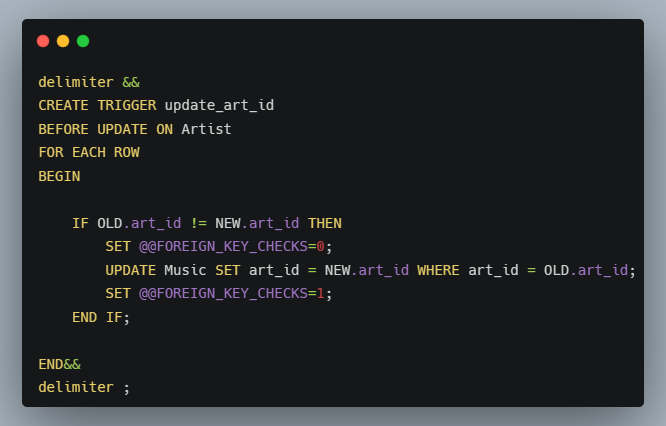 delimiter &&
CREATE TRIGGER update_art_id
BEFORE UPDATE ON Artist
FOR EACH ROW
BEGIN
IF OLD.art_id != NEW.art_id THEN
SET @@FOREIGN_KEY_CHECKS=0;
UPDATE Music SET art_id = NEW.art_id WHERE art_id = OLD.art_id;
SET @@FOREIGN_KEY_CHECKS=1;
END IF;
END&&
delimiter ;